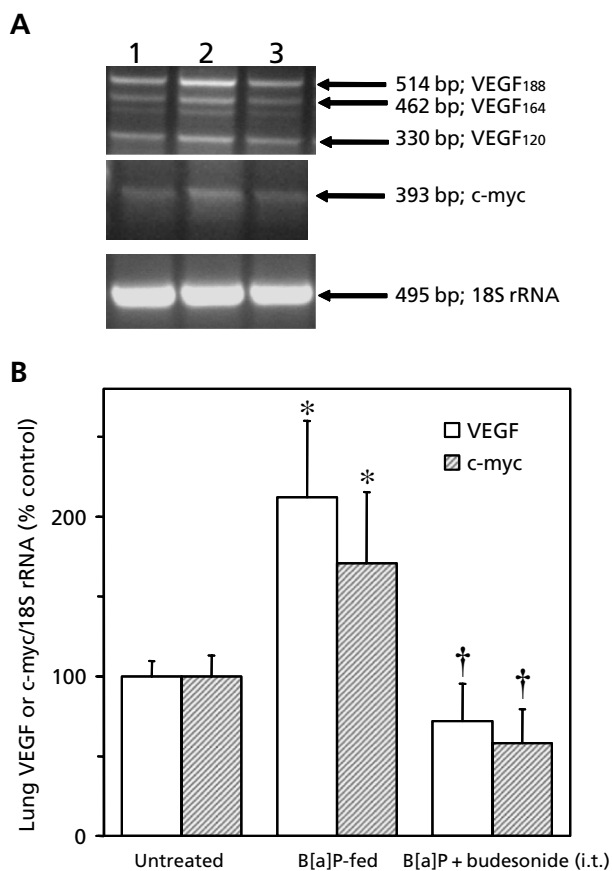 A
1 2 3
514 bp; VEGF188
462 bp; VEGF164
330 bp; VEGF120
393 bp; c-myc
495 bp; 18S rRNA
B
Lung VEGF or c-myc/18S rRNA (% control)
200
100
0
*
*
†
†
VEGF
c-myc
Untreated
B[a]P-fed
B[a]P + budesonide (i.t.)